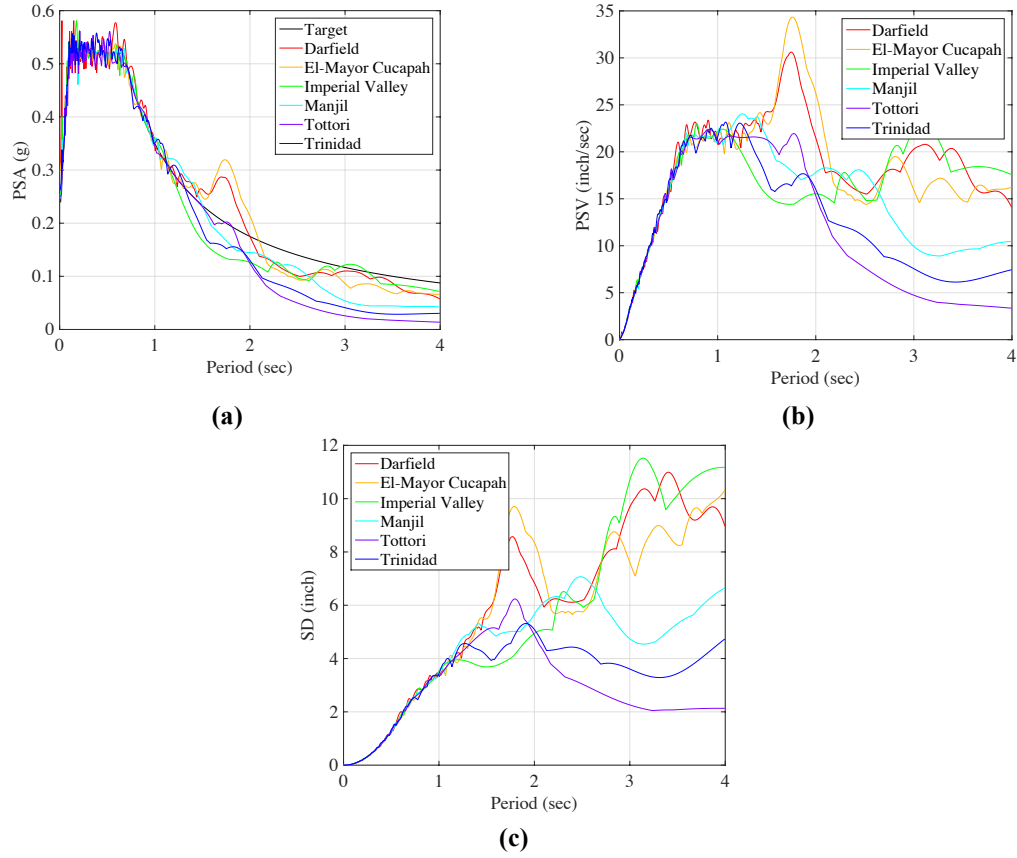 0.6
0.5
0.4
0.3
0.2
0.1
0
PSA (g)
0 1 2 3 4
Period (sec)
Target
Darfield
El-Mayor Cucapah
Imperial Valley
Manjil
Tottori
Trinidad
(a)
35
30
25
20
15
10
5
0
PSV (inch/sec)
0 1 2 3 4
Period (sec)
Darfield
El-Mayor Cucapah
Imperial Valley
Manjil
Tottori
Trinidad
(b)
12
10
8
6
4
2
0
SD (inch)
0 1 2 3 4
Period (sec)
Darfield
El-Mayor Cucapah
Imperial Valley
Manjil
Tottori
Trinidad
(c)